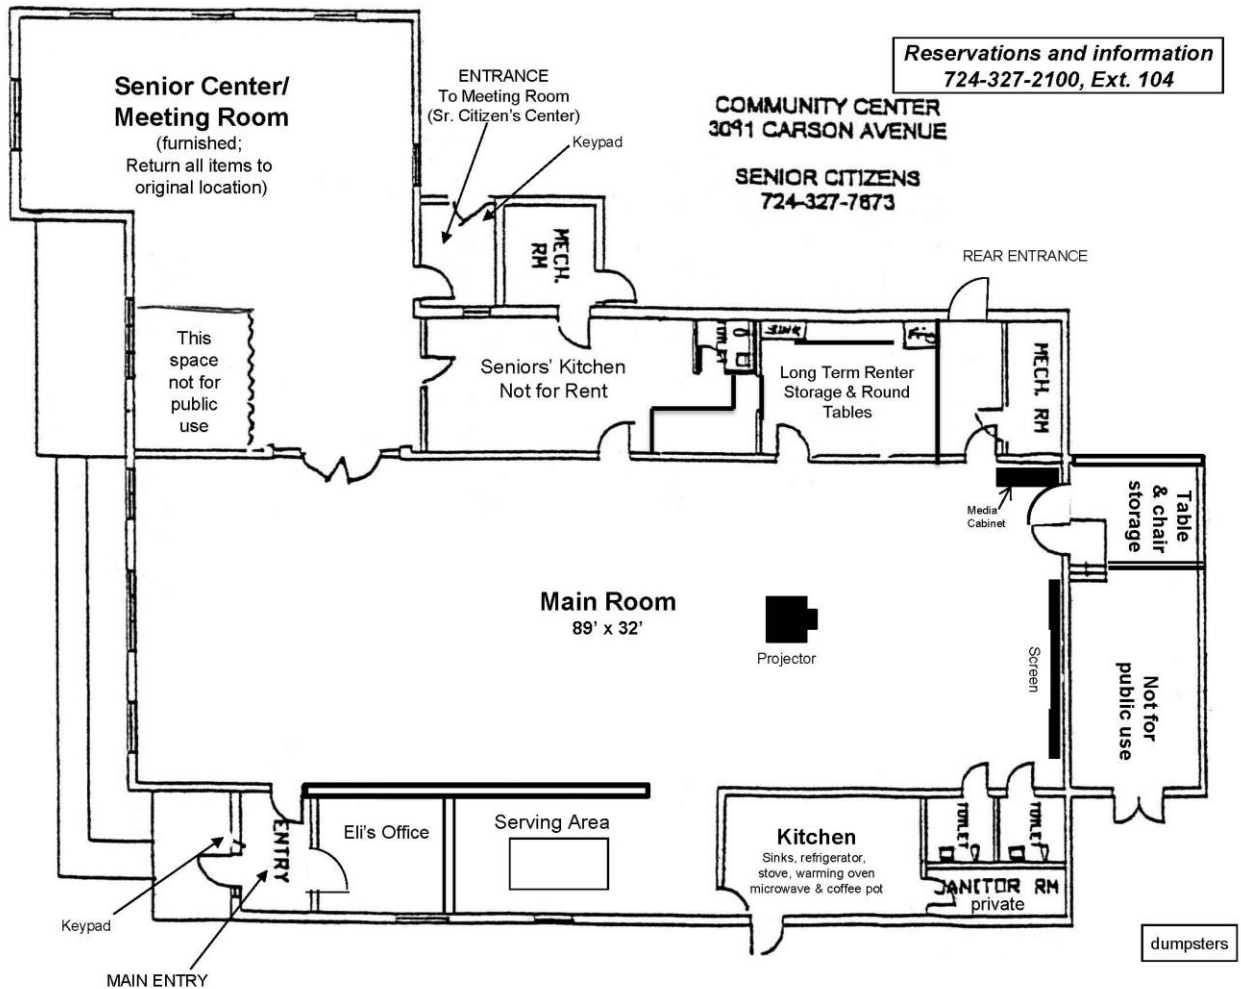 Reservations and information
724-327-2100, Ext. 104
COMMUNITY CENTER
3091 CARSON AVENUE
SENIOR CITIZENS
724-327-7873
Senior Center/
Meeting Room
(furnished;
Return all items to
original location)
ENTRANCE
To Meeting Room
(Sr. Citizen's Center)
Keypad
MECH.
RM
REAR ENTRANCE
This
space
not for
public
use
Seniors' Kitchen
Not for Rent
TOILET
Long Term Renter
Storage & Round
Tables
MECH. RM
Media
Cabinet
Table
& chair
storage
Main Room
89' x 32'
Projector
Screen
Not for
public use
ENTRY
Eli's Office
Serving Area
Kitchen
Sinks, refrigerator,
stove, warming oven
microwave & coffee pot
TOILET
TOILET
JANITOR RM
private
Keypad
MAIN ENTRY
dumpsters